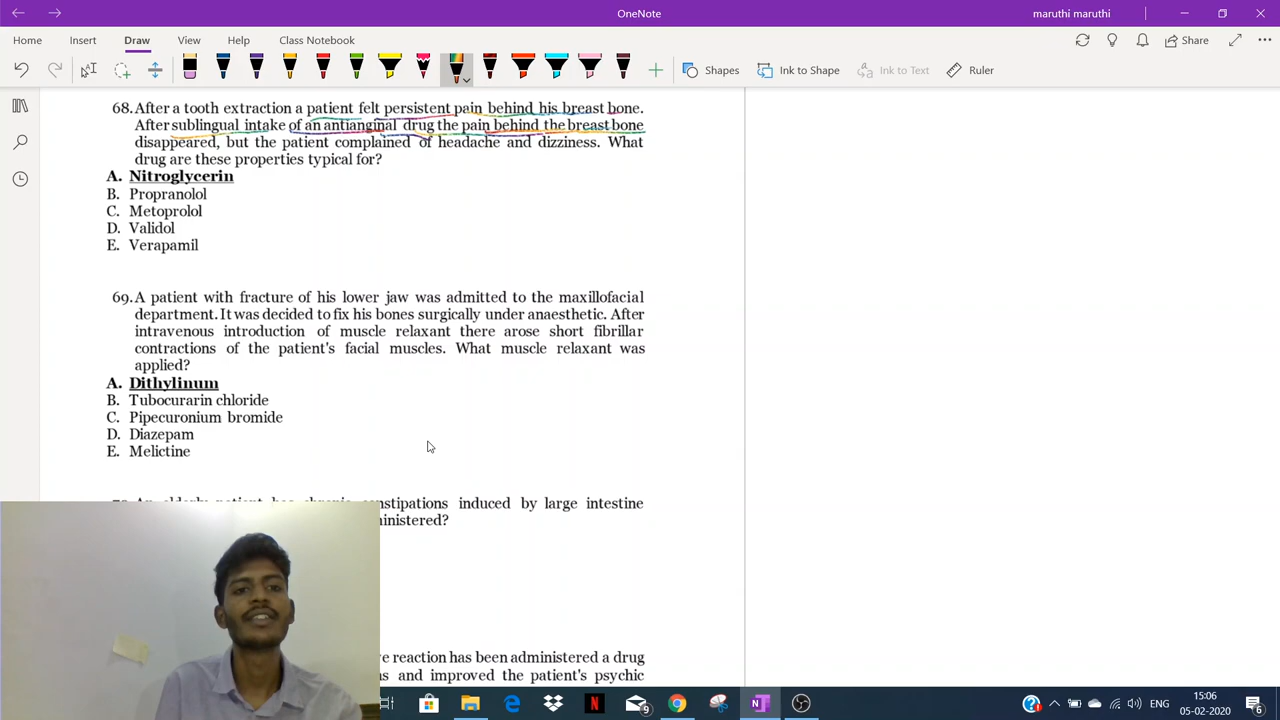 OneNote
maruthi maruthi
Home Insert Draw View Help Class Notebook
Share
Shapes Ink to Shape Ink to Text Ruler
68. After a tooth extraction a patient felt persistent pain behind his breast bone.
After sublingual intake of an antianginal drug the pain behind the breast bone
disappeared, but the patient complained of headache and dizziness. What
drug are these properties typical for?
A. Nitroglycerin
B. Propranolol
C. Metoprolol
D. Validol
E. Verapamil
69. A patient with fracture of his lower jaw was admitted to the maxillofacial
department. It was decided to fix his bones surgically under anaesthetic. After
intravenous introduction of muscle relaxant there arose short fibrillar
contractions of the patient's facial muscles. What muscle relaxant was
applied?
A. Dithylinum
B. Tubocurarin chloride
C. Pipecuronium bromide
D. Diazepam
E. Melictine
induced by large intestine
reaction has been administered a drug
and improved the patient's psychic
ENG
15:06
05-02-2020
9
6